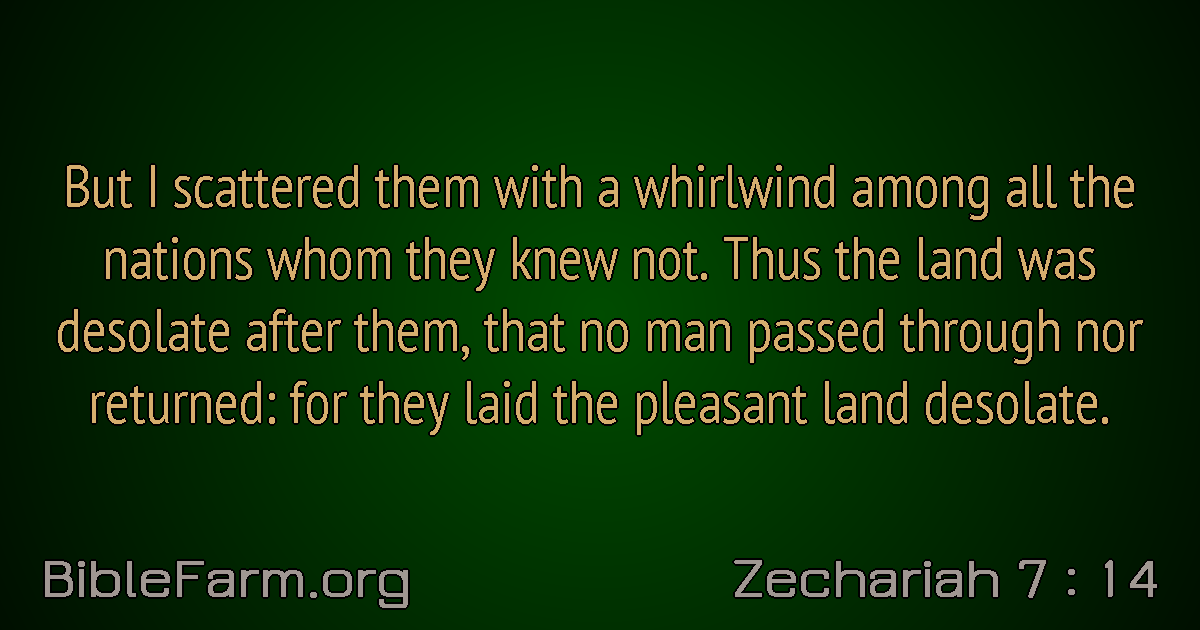 But I scattered them with a whirlwind among all the
nations whom they knew not. Thus the land was
desolate after them, that no man passed through nor
returned: for they laid the pleasant land desolate.
BibleFarm.org
Zechariah 7 : 14